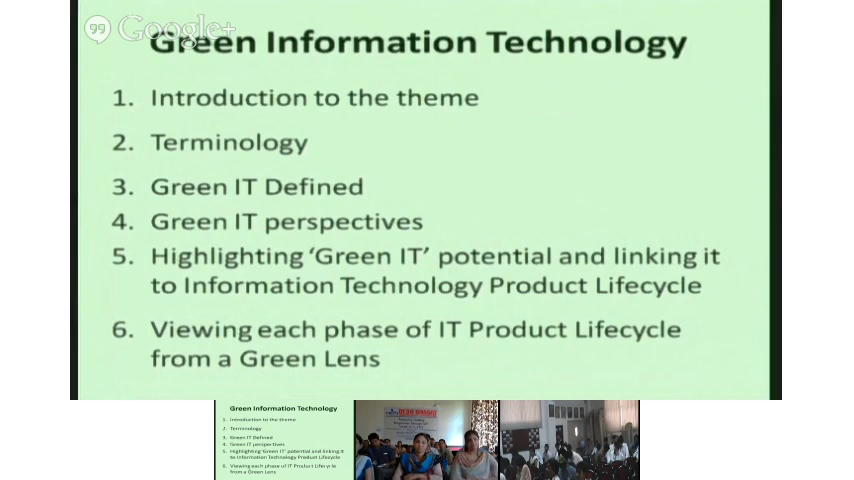 Google+
Green Information Technology
1. Introduction to the theme
2. Terminology
3. Green IT Defined
4. Green IT perspectives
5. Highlighting ‘Green IT’ potential and linking it
to Information Technology Product Lifecycle
6. Viewing each phase of IT Product Lifecycle
from a Green Lens
Green Information Technology
1. Introduction to the theme
2. Terminology
3. Green IT Defined
4. Green IT perspectives
5. Highlighting ‘Green IT’ potential and linking it
to Information Technology Product Lifecycle
6. Viewing each phase of IT Product Lifecycle
from a Green Lens